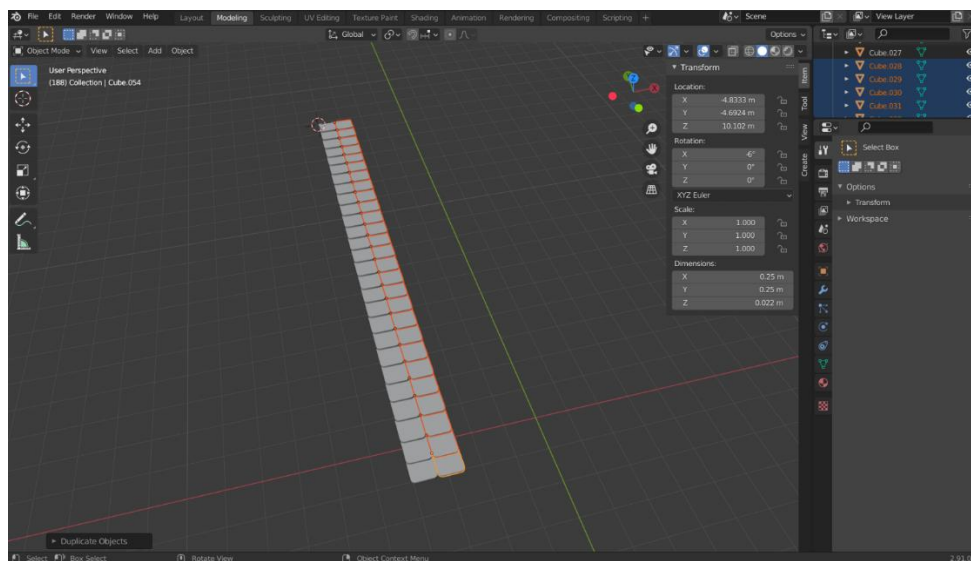 File Edit Render Window Help Layout Modeling Sculpting UV Editing Texture Paint Shading Animation Rendering Compositing Scripting + Scene View Layer
Global Options
Object Mode View Select Add Object
User Perspective
(188) Collection | Cube.054
Transform
Location:
X -4.8333 m
Y -4.6924 m
Z 10.102 m
Rotation:
X -6°
Y 0°
Z 0°
XYZ Euler
Scale:
X 1.000
Y 1.000
Z 1.000
Dimensions:
X 0.25 m
Y 0.25 m
Z 0.022 m
Item
Tool
View
Create
Cube.027
Cube.028
Cube.029
Cube.030
Cube.031
Select Box
Options
Transform
Workspace
Duplicate Objects
Select Box Select Rotate View Object Context Menu 2.91.0